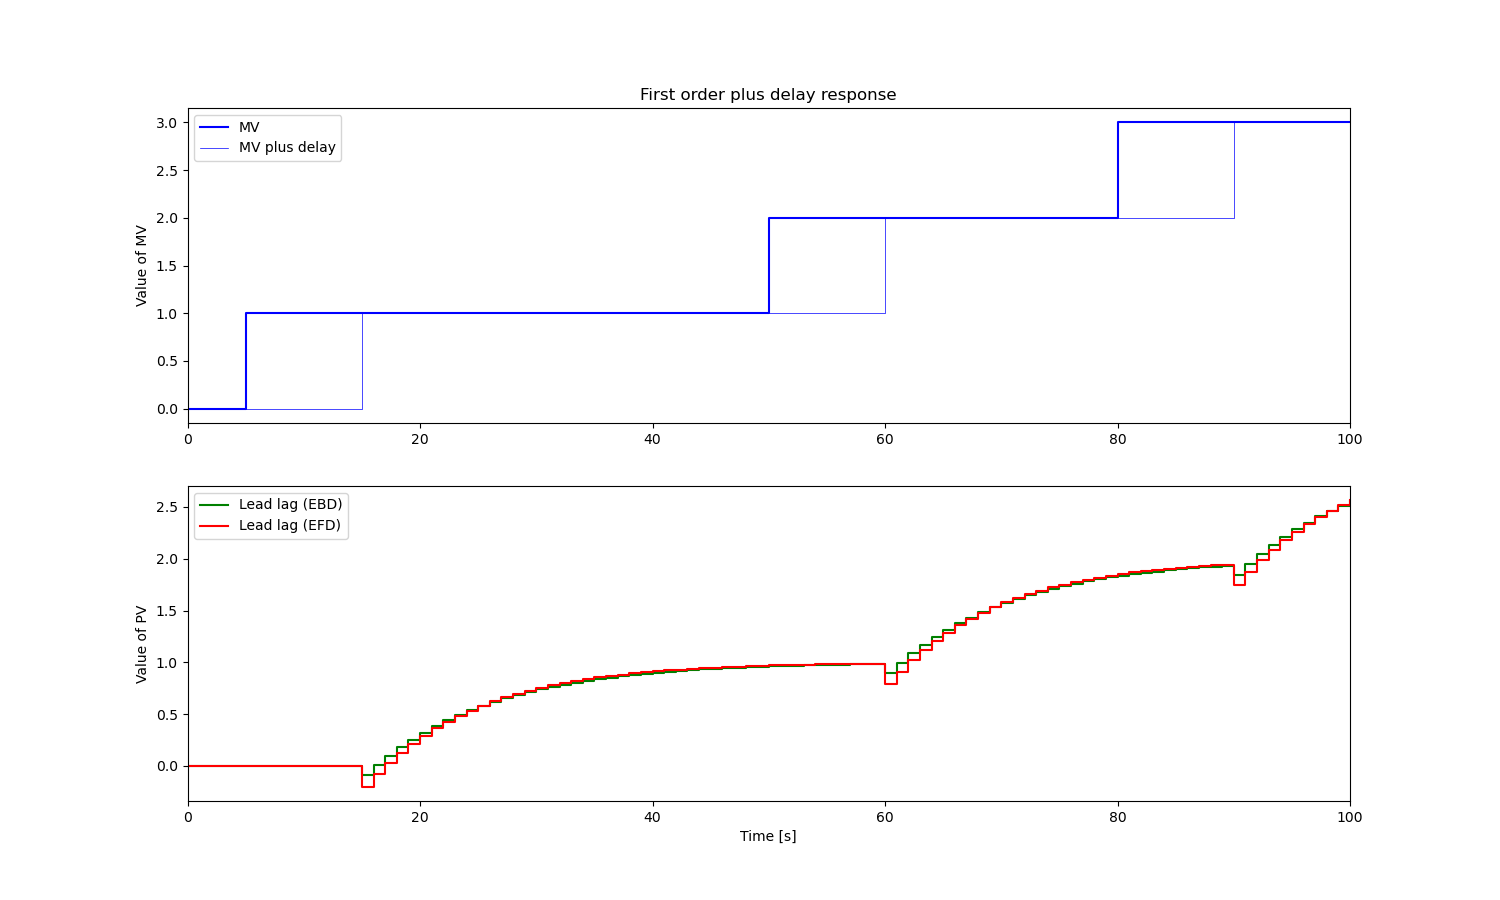 First order plus delay response
MV
MV plus delay
Value of MV
3.0
2.5
2.0
1.5
1.0
0.5
0.0
0 20 40 60 80 100
Lead lag (EBD)
Lead lag (EFD)
Value of PV
2.5
2.0
1.5
1.0
0.5
0.0
0 20 40 60 80 100
Time [s]